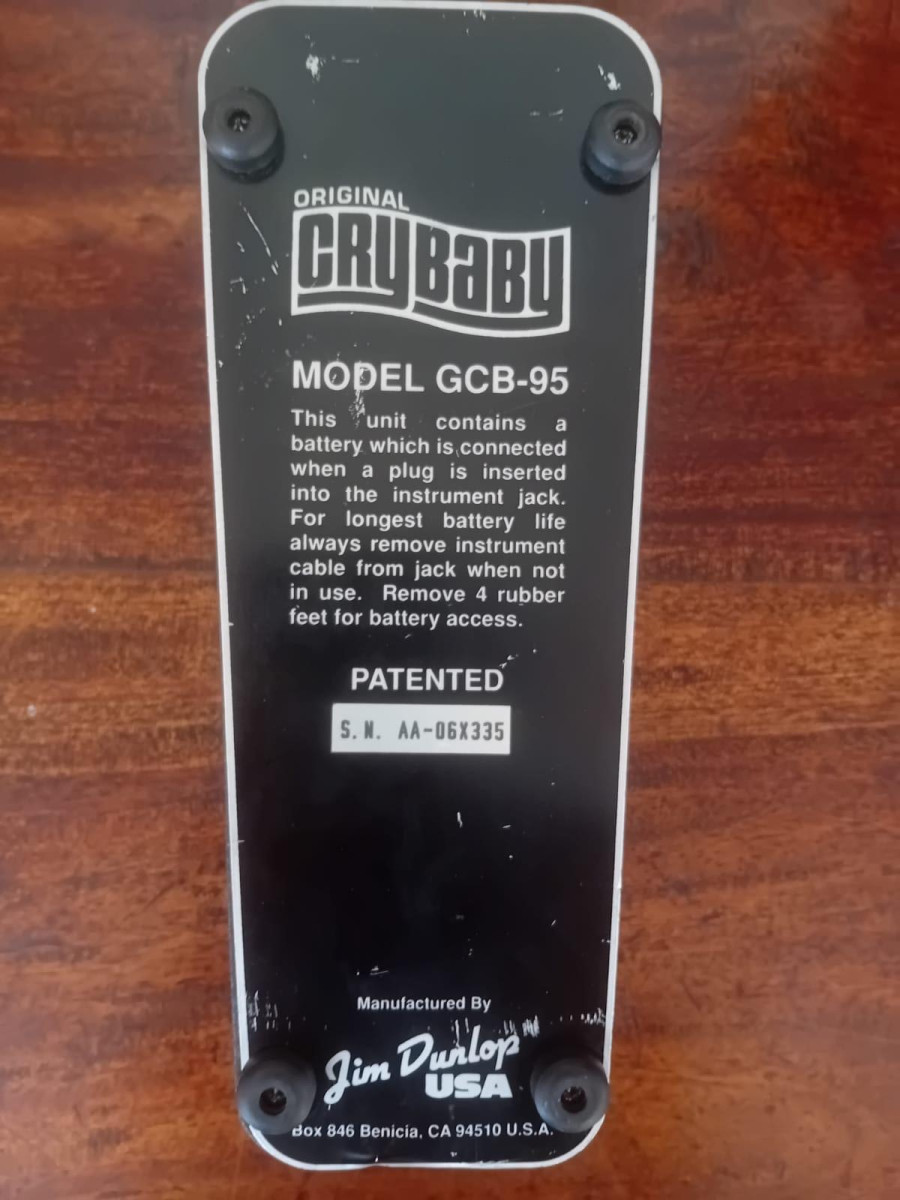 ORIGINAL
CRYBABY
MODEL GCB-95
This unit contains a
battery which is connected
when a plug is inserted
into the instrument jack.
For longest battery life
always remove instrument
cable from jack when not
in use. Remove 4 rubber
feet for battery access.
PATENTED
S.N. AA-06X335
Manufactured By
Jim Dunlop
USA
Box 846 Benicia, CA 94510 U.S.A.